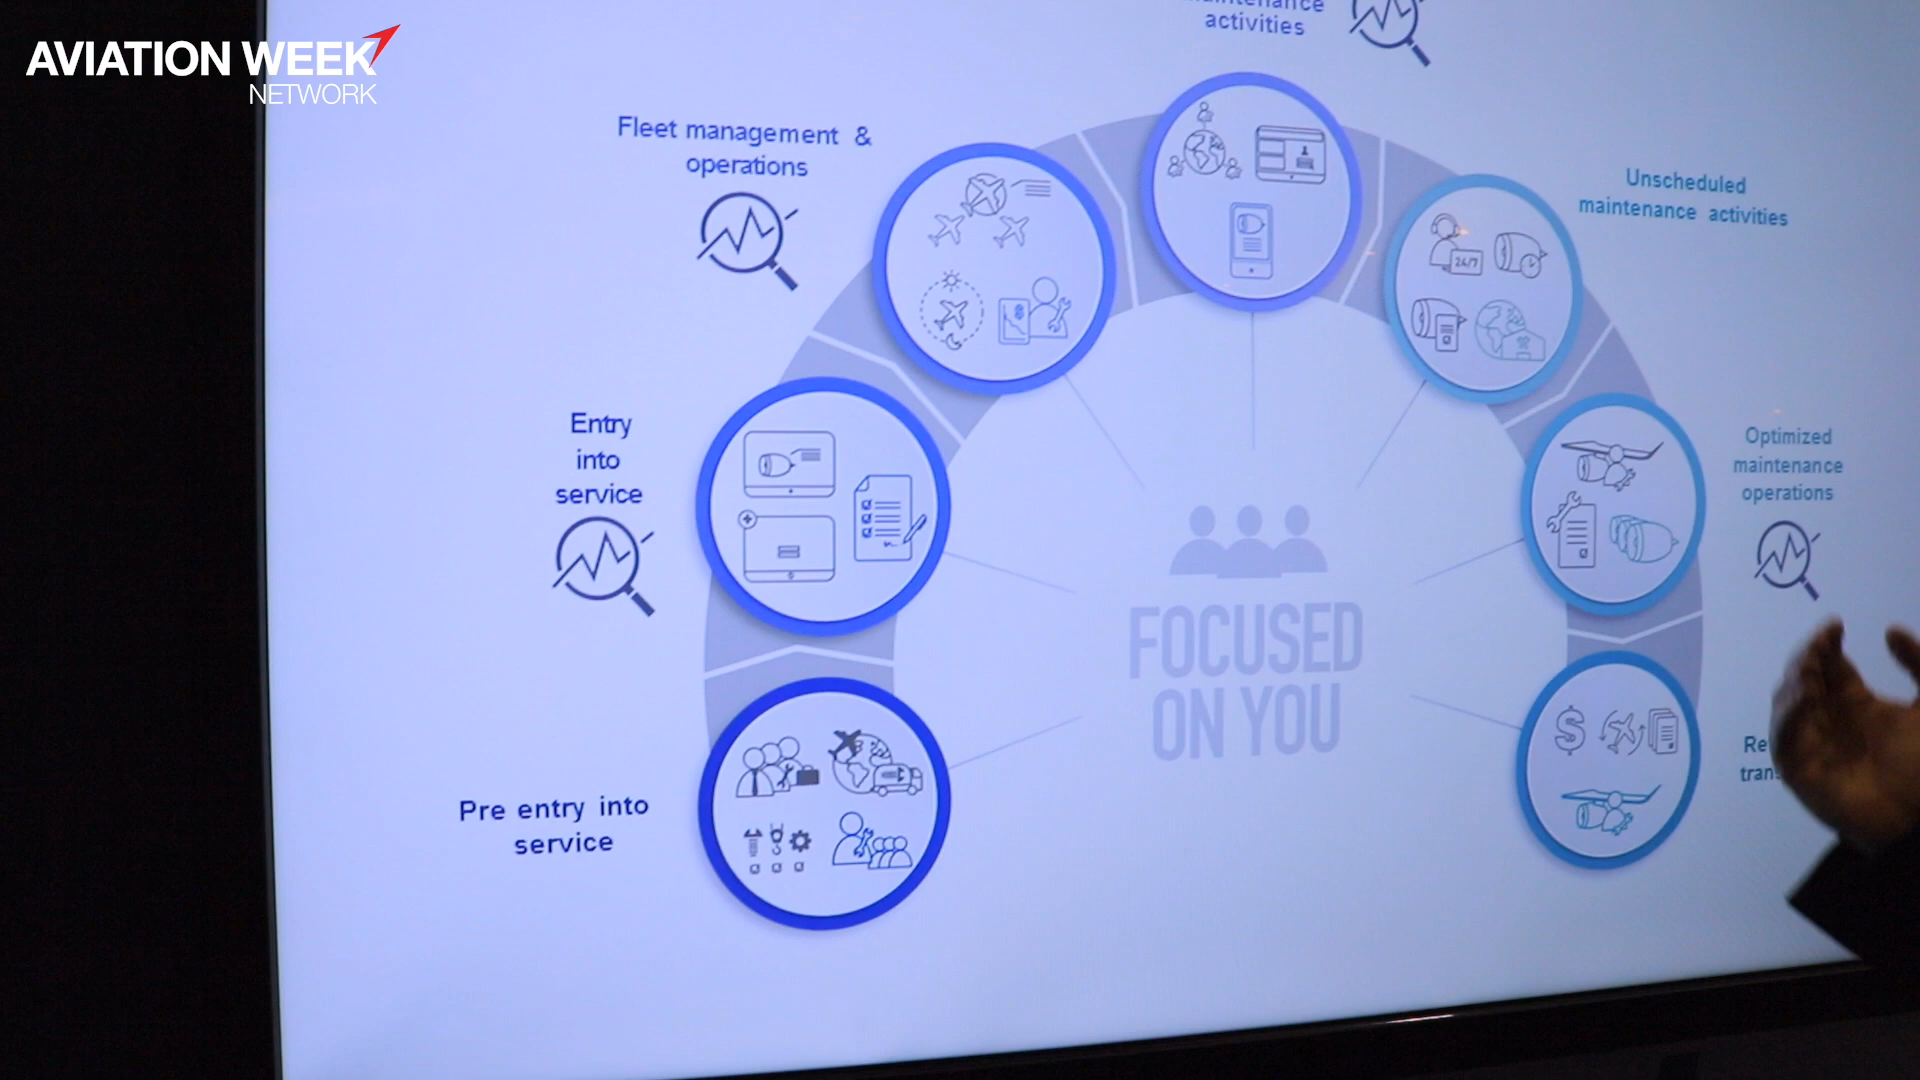 AVIATION WEEK
NETWORK
activities
Fleet management &
operations
Unscheduled
maintenance activities
24/7
Entry
into
service
Optimized
maintenance
operations
FOCUSED
ON YOU
$
Pre entry into
service